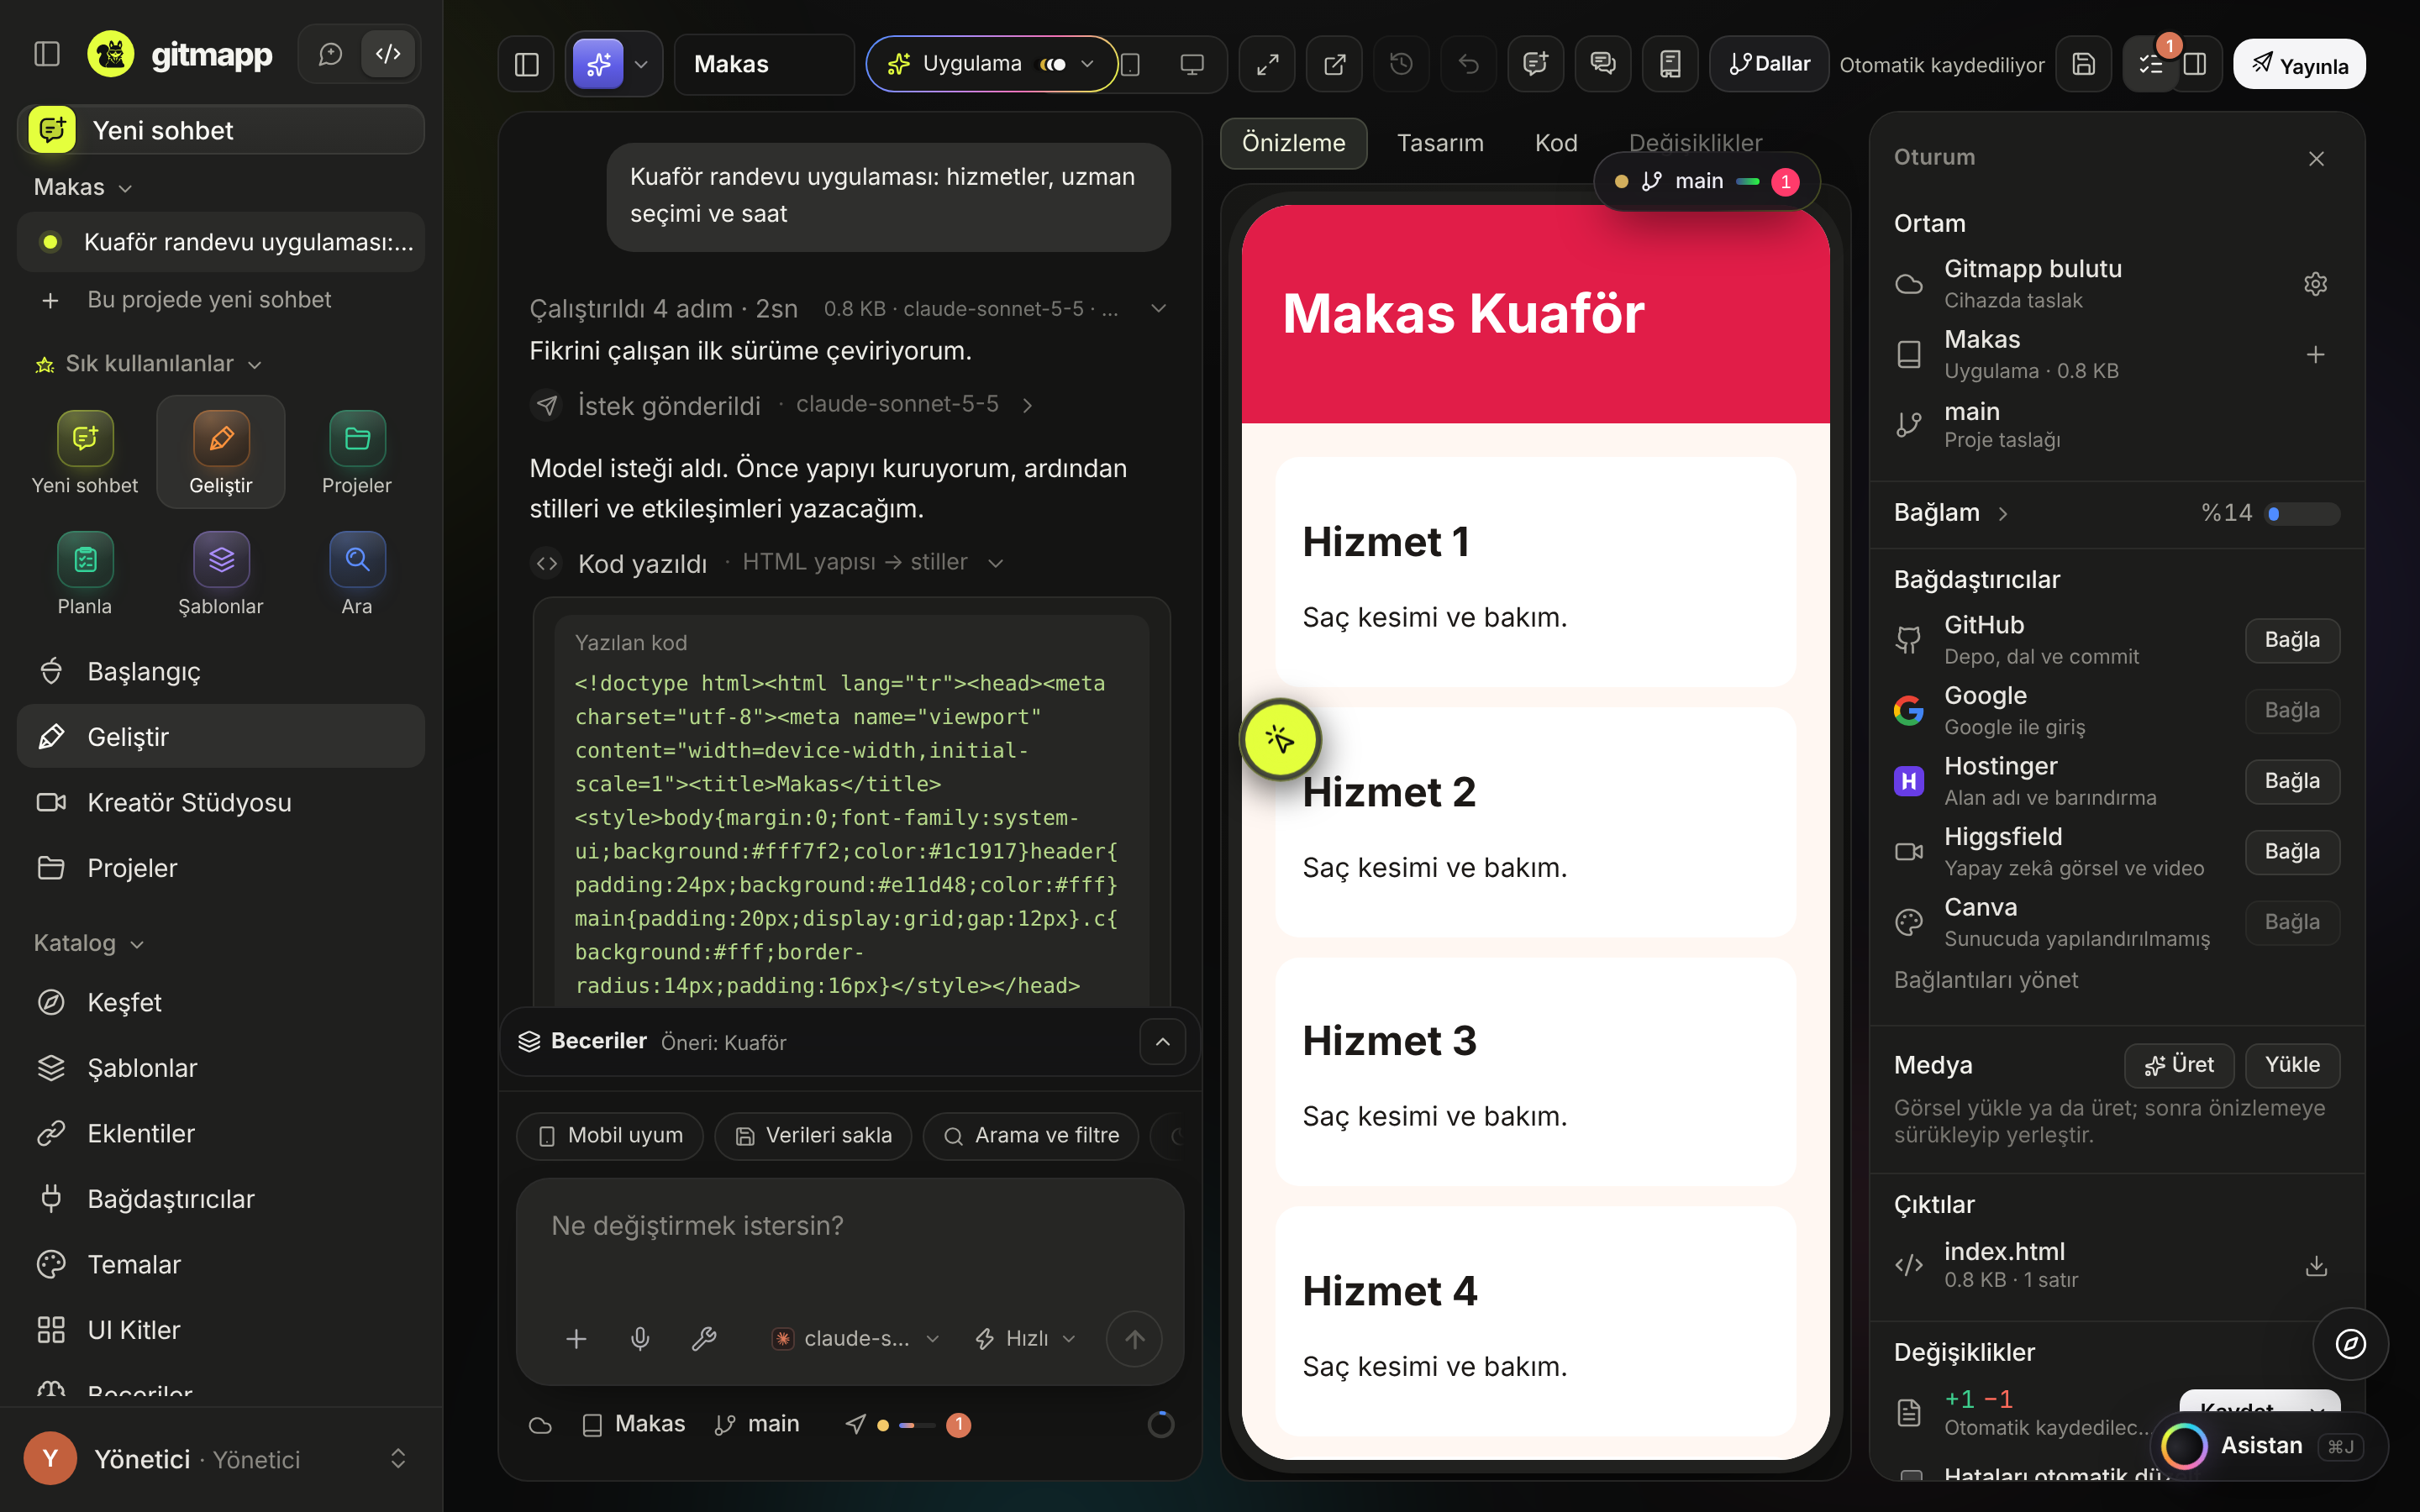 gitmapp
Yeni sohbet
Makas
Kuaför randevu uygulaması:...
Bu projede yeni sohbet
Sık kullanılanlar
Yeni sohbet
Geliştir
Projeler
Planla
Şablonlar
Ara
Başlangıç
Geliştir
Kreatör Stüdyosu
Projeler
Katalog
Keşfet
Şablonlar
Eklentiler
Bağdaştırıcılar
Temalar
UI Kitler
Beceriler
Y
Yönetici · Yönetici
Makas
Uygulama
Dallar
Otomatik kaydediliyor
1
Yayınla
Kuaför randevu uygulaması: hizmetler, uzman
seçimi ve saat
Çalıştırıldı 4 adım · 2sn 0.8 KB · claude-sonnet-5-5 · ...
Fikrini çalışan ilk sürüme çeviriyorum.
İstek gönderildi · claude-sonnet-5-5
Model isteği aldı. Önce yapıyı kuruyorum, ardından
stilleri ve etkileşimleri yazacağım.
Kod yazıldı · HTML yapısı → stiller
Yazılan kod
<!doctype html><html lang="tr"><head><meta
charset="utf-8"><meta name="viewport"
content="width=device-width,initial-
scale=1"><title>Makas</title>
<style>body{margin:0;font-family:system-
ui;background:#fff7f2;color:#1c1917}header{
padding:24px;background:#e11d48;color:#fff}
main{padding:20px;display:grid;gap:12px}.c{
background:#fff;border-
radius:14px;padding:16px}</style></head>
Beceriler Öneri: Kuaför
Mobil uyum
Verileri sakla
Arama ve filtre
Ne değiştirmek istersin?
claude-s...
Hızlı
Makas
main
1
Önizleme
Tasarım
Kod
Değişiklikler
main
1
Makas Kuaför
Hizmet 1
Saç kesimi ve bakım.
Hizmet 2
Saç kesimi ve bakım.
Hizmet 3
Saç kesimi ve bakım.
Hizmet 4
Saç kesimi ve bakım.
Oturum
Ortam
Gitmapp bulutu
Cihazda taslak
Makas
Uygulama · 0.8 KB
main
Proje taslağı
Bağlam
%14
Bağdaştırıcılar
GitHub
Depo, dal ve commit
Bağla
Google
Google ile giriş
Bağla
Hostinger
Alan adı ve barındırma
Bağla
Higgsfield
Yapay zekâ görsel ve video
Bağla
Canva
Sunucuda yapılandırılmamış
Bağla
Bağlantıları yönet
Medya
Üret
Yükle
Görsel yükle ya da üret; sonra önizlemeye
sürükleyip yerleştir.
Çıktılar
index.html
0.8 KB · 1 satır
Değişiklikler
+1 −1
Otomatik kaydedilec...
Kaydet
Asistan ⌘J
Hataları otomatik